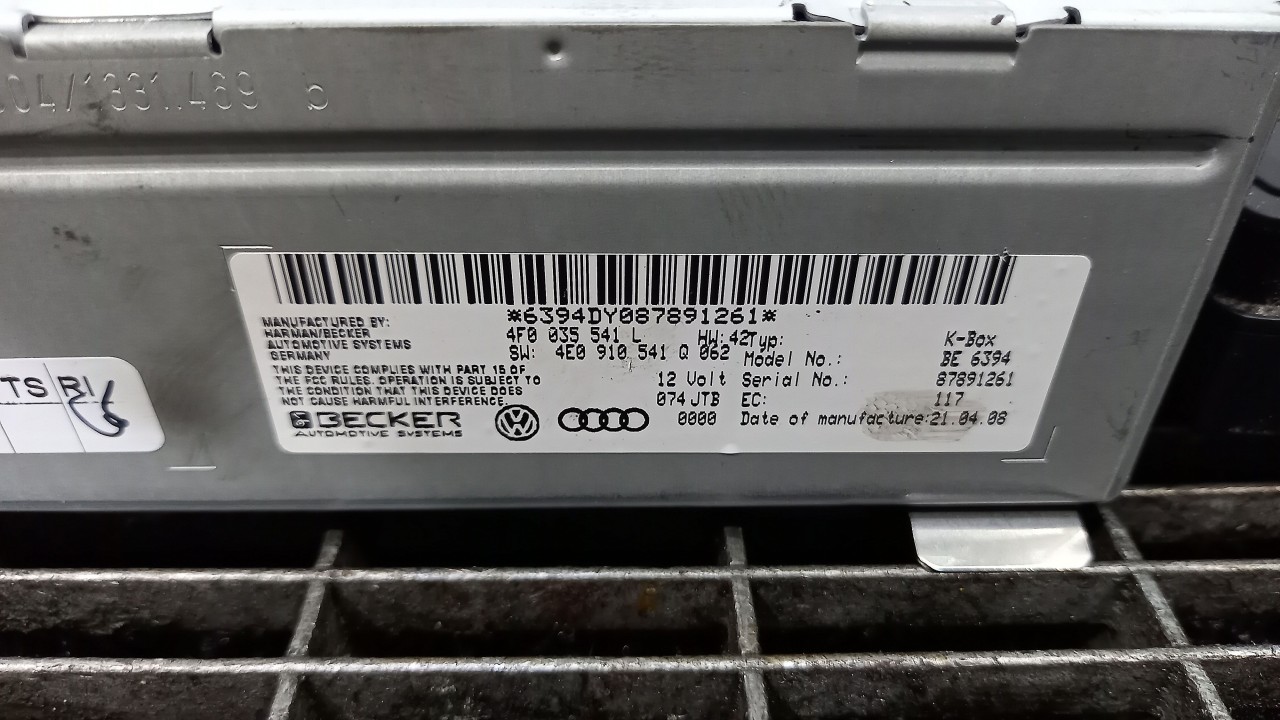 004/1331.469 b
*6394DY087891261*
MANUFACTURED BY:
HARMAN/BECKER
AUTOMOTIVE SYSTEMS
GERMANY
THIS DEVICE COMPLIES WITH PART 15 OF
THE FCC RULES. OPERATION IS SUBJECT TO
THE CONDITION THAT THIS DEVICE DOES
NOT CAUSE HARMFUL INTERFERENCE.
BECKER
AUTOMOTIVE SYSTEMS
4F0 035 541 L HW: 42
SW: 4E0 910 541 Q 062
12 Volt
074 JTB
0000
Typ: K-Box
Model No.: BE 6394
Serial No.: 87891261
EC: 117
Date of manufacture: 21.04.08
TS RI